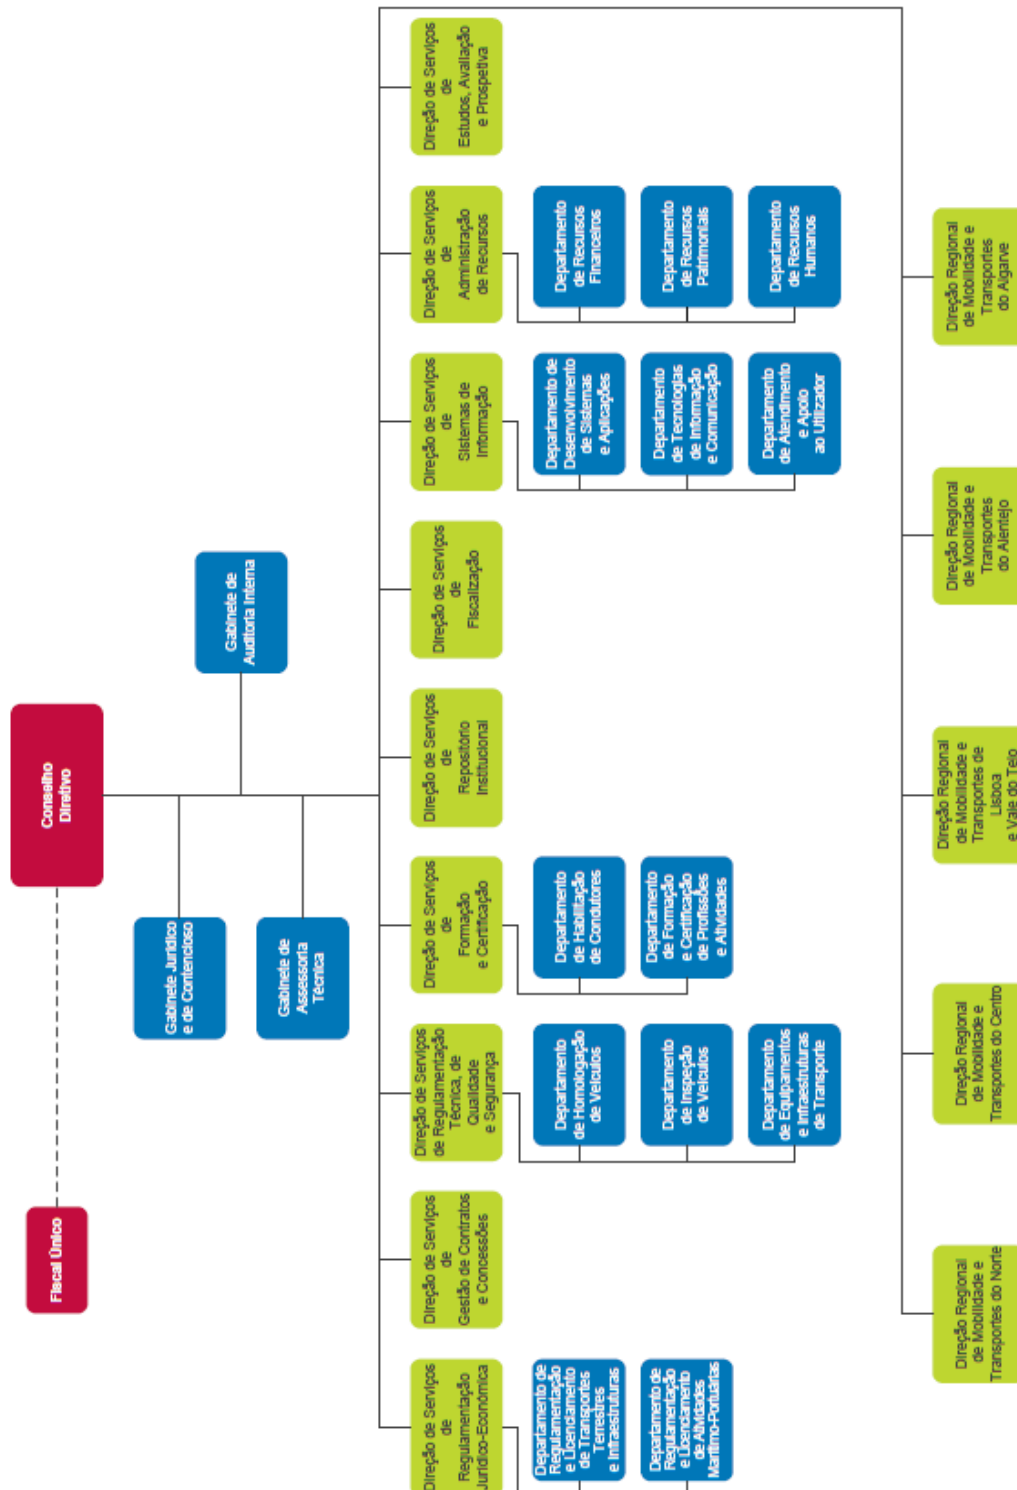 Fiscal Único
Conselho
Diretivo
Gabinete Jurídico
e de Contencioso
Gabinete de
Auditoria Interna
Gabinete de
Assessoria
Técnica
Direção de Serviços
de
Regulamentação
Jurídico-Económica
Direção de Serviços
de
Gestão de Contratos
e Concessões
Direção de Serviços
de Regulamentação
Técnica, de
Qualidade
e Segurança
Direção de Serviços
de
Formação
e Certificação
Direção de Serviços
de
Repositório
Institucional
Direção de Serviços
de
Fiscalização
Direção de Serviços
de
Sistemas de
Informação
Direção de Serviços
de
Administração
de Recursos
Direção de Serviços
de
Estudos, Avaliação
e Prospetiva
Departamento de
Regulamentação
e Licenciamento
de Transportes
Terrestres
e Infraestruturas
Departamento de
Regulamentação
e Licenciamento
de Atividades
Marítimo-Portuárias
Departamento
de Homologação
de Veículos
Departamento
de Inspeção
de Veículos
Departamento
de Equipamentos
e Infraestruturas
de Transporte
Departamento
de Habilitação
de Condutores
Departamento
de Formação
e Certificação
de Profissões
e Atividades
Departamento de
Desenvolvimento
de Sistemas
e Aplicações
Departamento
de Tecnologias
de Informação
e Comunicação
Departamento
de Atendimento
e Apoio
ao Utilizador
Departamento
de Recursos
Financeiros
Departamento
de Recursos
Patrimoniais
Departamento
de Recursos
Humanos
Direção Regional
de Mobilidade e
Transportes do Norte
Direção Regional
de Mobilidade e
Transportes do Centro
Direção Regional
de Mobilidade e
Transportes de
Lisboa
e Vale do Tejo
Direção Regional
de Mobilidade e
Transportes
do Alentejo
Direção Regional
de Mobilidade e
Transportes
do Algarve